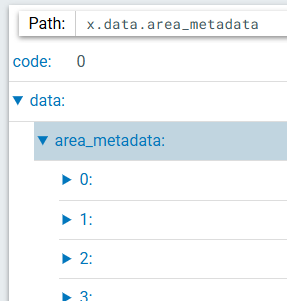 Path: x.data.area_metadata
code: 0
data:
area_metadata:
0:
1:
2:
3: